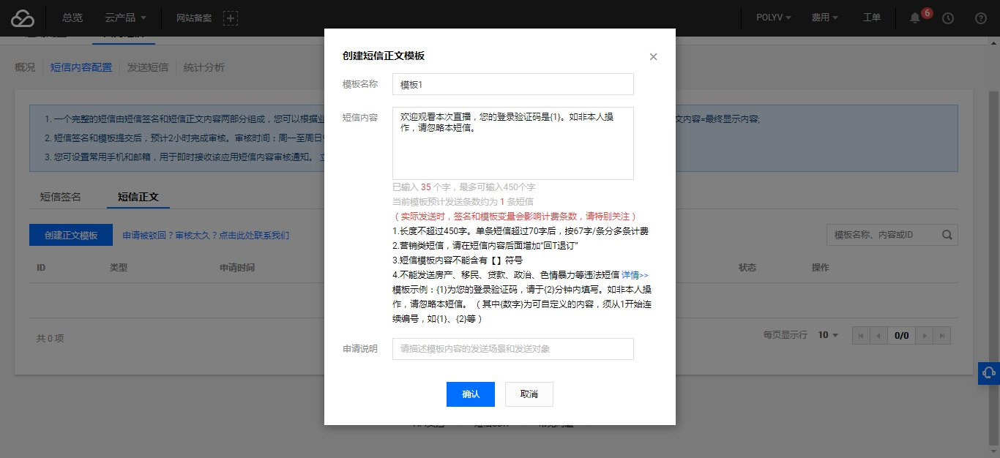 总览 云产品 网站备案 POLYV 费用 工单 6
概况 短信内容配置 发送短信 统计分析
1. 一个完整的短信由短信签名和短信正文内容两部分组成，您可以根据业
文内容=最终显示内容;
2. 短信签名和模板提交后，预计2小时完成审核。审核时间：周一至周日
3. 您可设置常用手机和邮箱，用于即时接收该应用短信内容审核通知。
短信签名 短信正文
创建正文模板 申请被驳回？审核太久？点击此处联系我们
模板名称、内容或ID
ID 类型 申请时间 状态 操作
共 0 项 每页显示行 10 0/0
创建短信正文模板
模板名称 模板1
短信内容 欢迎观看本次直播，您的登录验证码是{1}。如非本人操
作，请忽略本短信。
已输入 35 个字，最多可输入450个字
当前模板预计发送条数约为 1 条短信
（实际发送时，签名和模板变量会影响计费条数，请特别关注）
1.长度不超过450字。单条短信超过70字后，按67字/条分多条计费
2.营销类短信，请在短信内容后面增加“回T退订”
3.短信模板内容不能含有【 】符号
4.不能发送房产、移民、贷款、政治、色情暴力等违法短信 详情>>
模板示例：{1}为您的登录验证码，请于{2}分钟内填写。如非本人操
作，请忽略本短信。（其中{数字}为可自定义的内容，须从1开始连
续编号，如{1}、{2}等）
申请说明 请描述模板内容的发送场景和发送对象
确认 取消